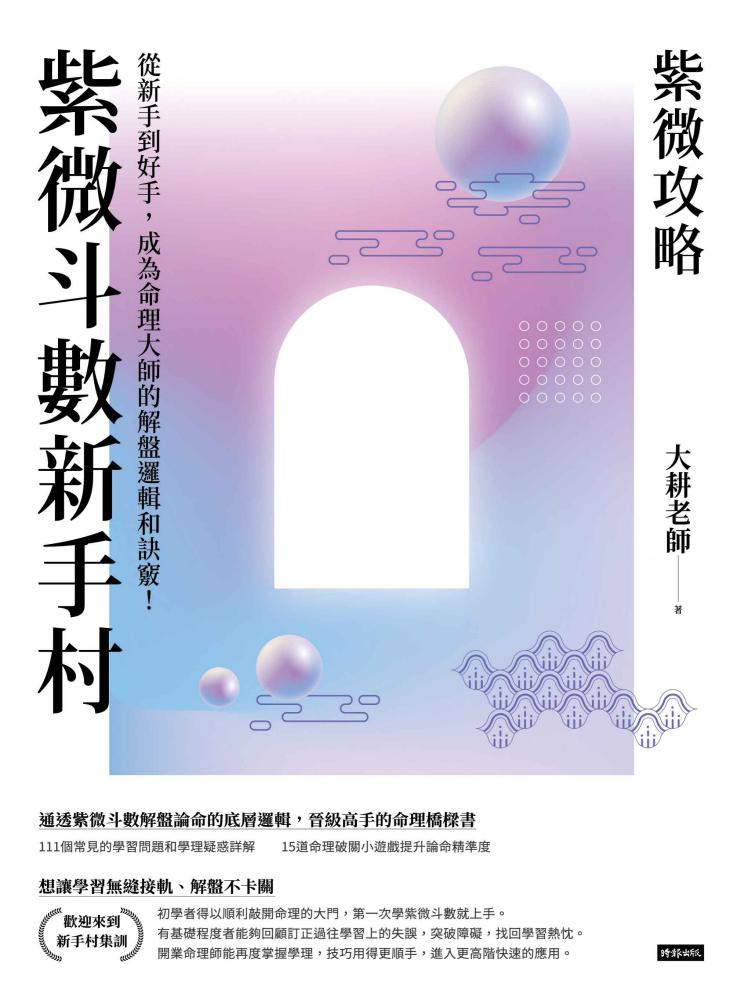 紫微攻略
紫微斗數新手村
從新手到好手，成為命理大師的解盤邏輯和訣竅！
大耕老師
著
通透紫微斗數解盤論命的底層邏輯，晉級高手的命理橋樑書
111個常見的學習問題和學理疑惑詳解　15道命理破關小遊戲提升論命精準度
想讓學習無縫接軌、解盤不卡關
歡迎來到
新手村集訓
初學者得以順利敲開命理的大門，第一次學紫微斗數就上手。
有基礎程度者能夠回顧訂正過往學習上的失誤，突破障礙，找回學習熱忱。
開業命理師能再度掌握學理，技巧用得更順手，進入更高階快速的應用。
時報出版